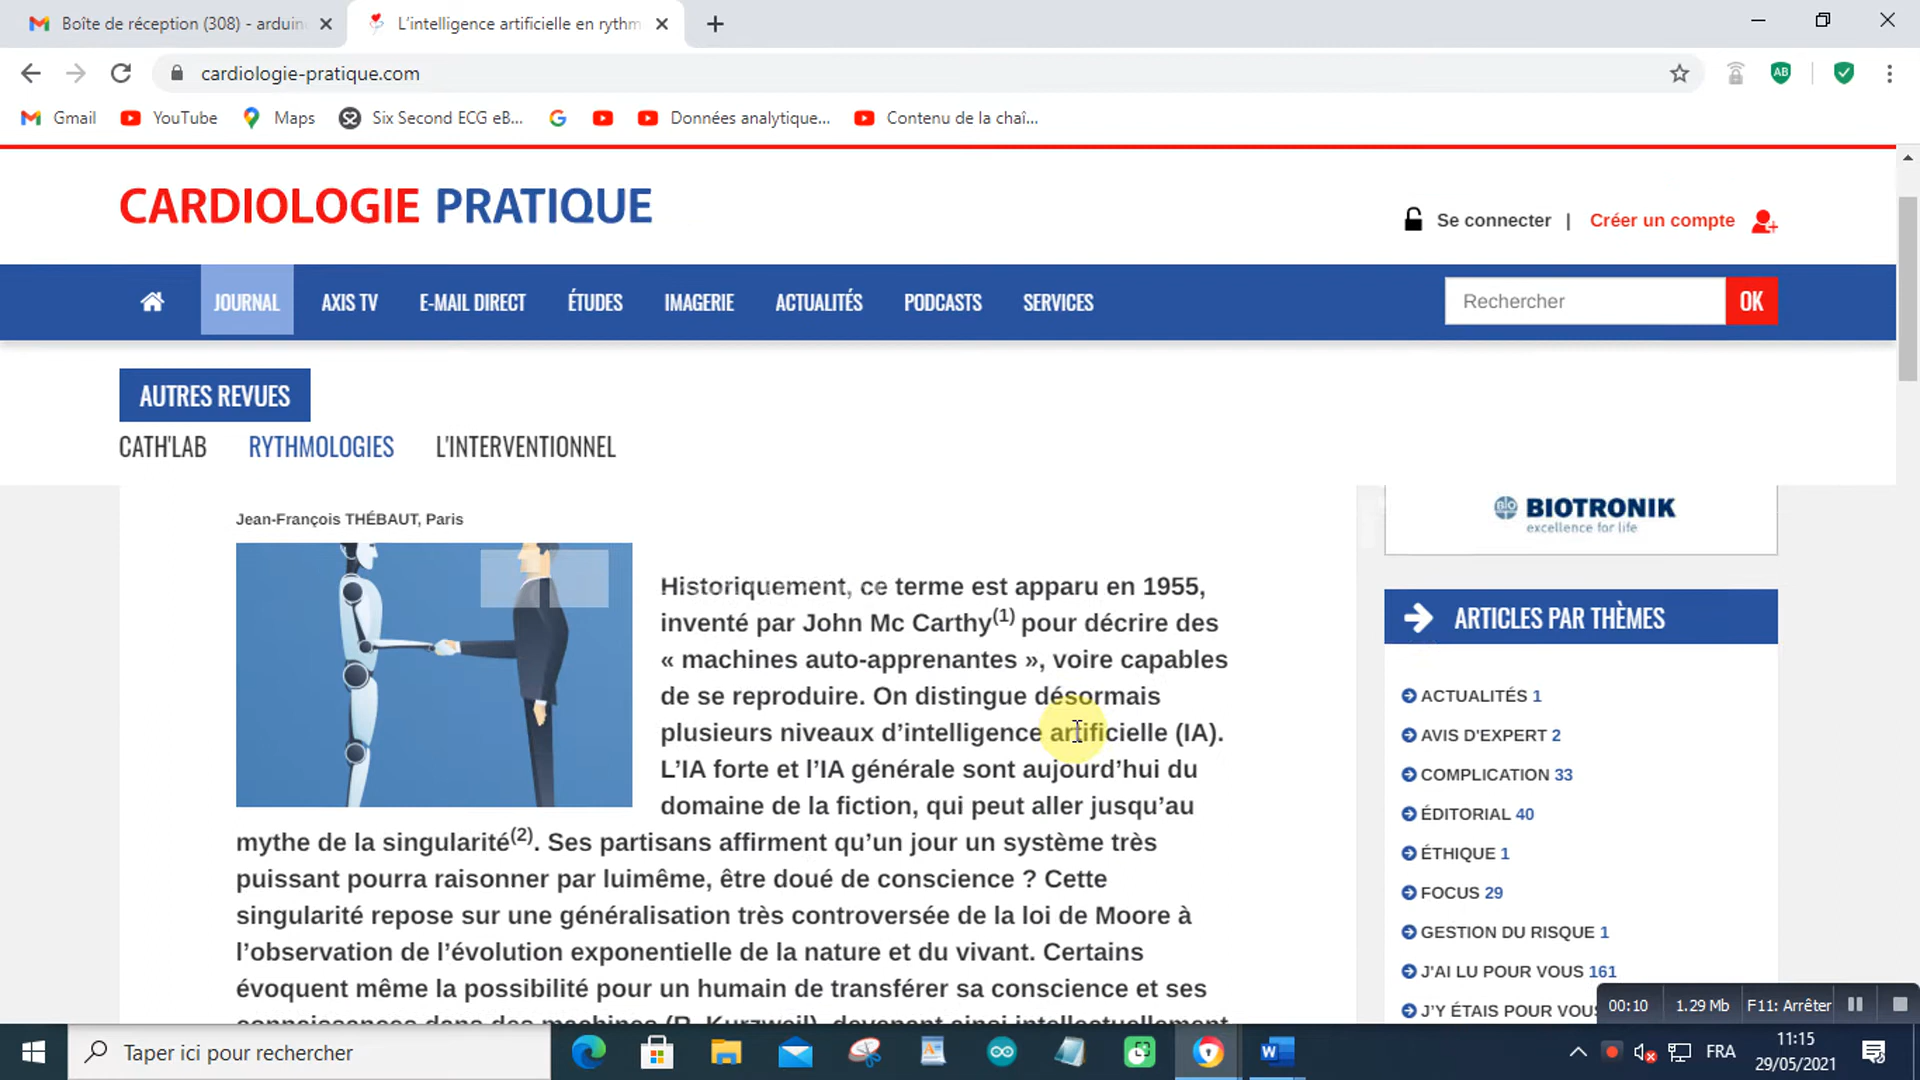 Boîte de réception (308) - arduin
L'intelligence artificielle en rythm
cardiologie-pratique.com
Gmail
YouTube
Maps
Six Second ECG eB...
Données analytique...
Contenu de la chaî...
CARDIOLOGIE PRATIQUE
Se connecter | Créer un compte
JOURNAL AXIS TV E-MAIL DIRECT ÉTUDES IMAGERIE ACTUALITÉS PODCASTS SERVICES
Rechercher OK
AUTRES REVUES
CATH'LAB RYTHMOLOGIES L'INTERVENTIONNEL
Jean-François THÉBAUT, Paris
Historiquement, ce terme est apparu en 1955,
inventé par John Mc Carthy(1) pour décrire des
« machines auto-apprenantes », voire capables
de se reproduire. On distingue désormais
plusieurs niveaux d'intelligence artificielle (IA).
L'IA forte et l'IA générale sont aujourd'hui du
domaine de la fiction, qui peut aller jusqu'au
mythe de la singularité(2). Ses partisans affirment qu'un jour un système très
puissant pourra raisonner par luimême, être doué de conscience ? Cette
singularité repose sur une généralisation très controversée de la loi de Moore à
l'observation de l'évolution exponentielle de la nature et du vivant. Certains
évoquent même la possibilité pour un humain de transférer sa conscience et ses
connaissances dans des machines (R. Kurzweil), devenant ainsi intellectuellement
BIOTRONIK
excellence for life
ARTICLES PAR THÈMES
ACTUALITÉS 1
AVIS D'EXPERT 2
COMPLICATION 33
ÉDITORIAL 40
ÉTHIQUE 1
FOCUS 29
GESTION DU RISQUE 1
J'AI LU POUR VOUS 161
J'Y ÉTAIS POUR VOUS
00:10 1.29 Mb F11: Arrêter
Taper ici pour rechercher
FRA
11:15
29/05/2021